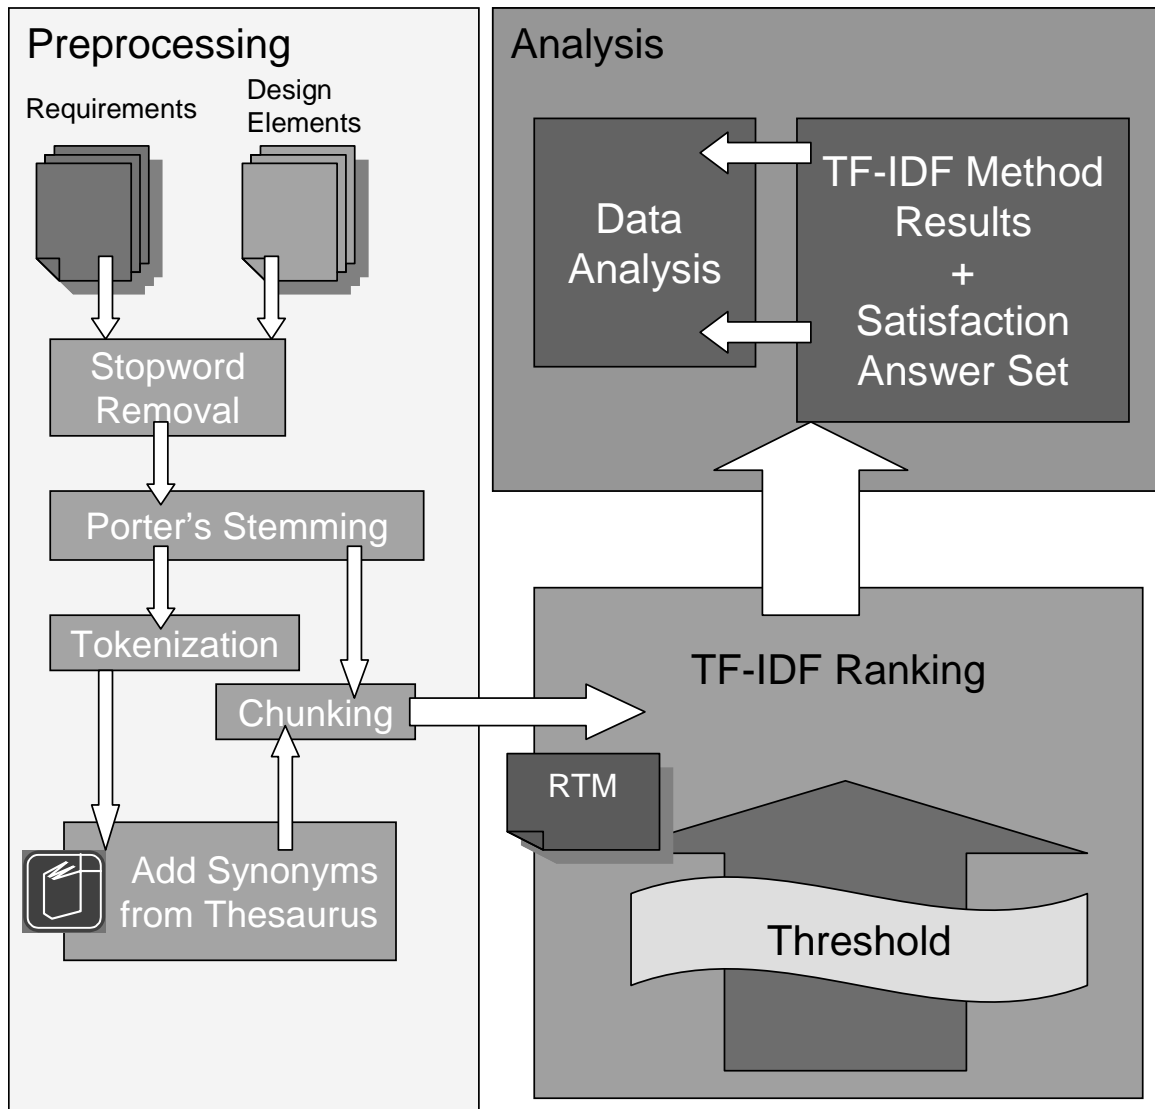 Preprocessing
Requirements
Design
Elements
Stopword
Removal
Porter's Stemming
Tokenization
Chunking
Add Synonyms
from Thesaurus
Analysis
Data
Analysis
TF-IDF Method
Results
+
Satisfaction
Answer Set
TF-IDF Ranking
RTM
Threshold